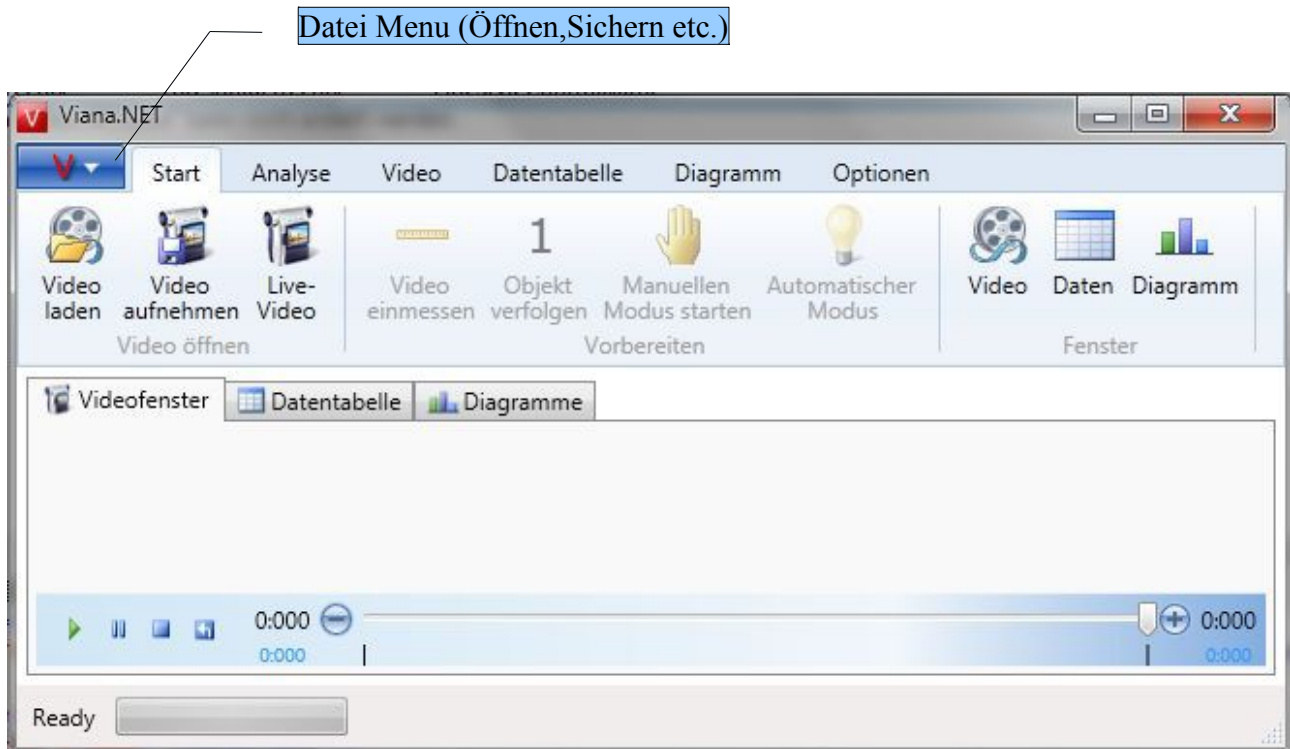 Datei Menu (Öffnen,Sichern etc.)
Viana.NET
V
Start Analyse Video Datentabelle Diagramm Optionen
Video laden Video aufnehmen Live-Video Video einmessen 1 Objekt verfolgen Manuellen Modus starten Automatischer Modus Video Daten Diagramm
Video öffnen Vorbereiten Fenster
Videofenster Datentabelle Diagramme
0:000 0:000
0:000 0:000
Ready